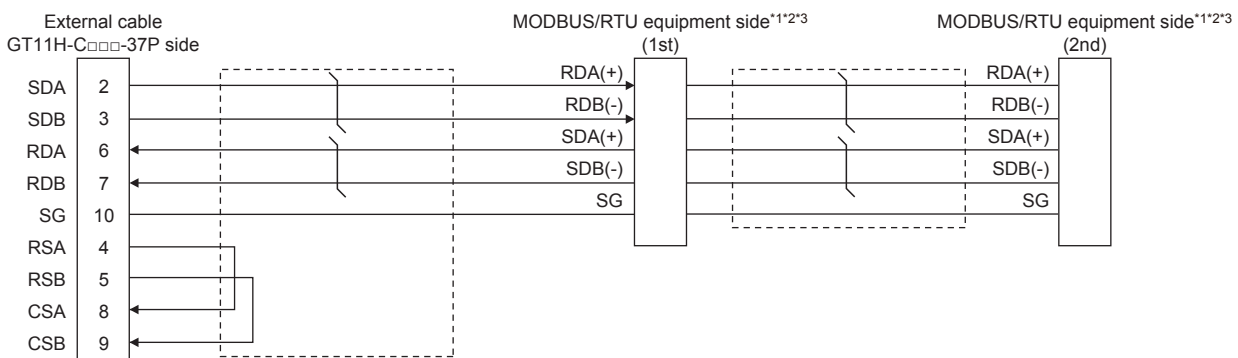 External cable
GT11H-C□□□-37P side
MODBUS/RTU equipment side*1*2*3
(1st)
MODBUS/RTU equipment side*1*2*3
(2nd)
SDA 2 RDA(+) RDA(+)
SDB 3 RDB(-) RDB(-)
RDA 6 SDA(+) SDA(+)
RDB 7 SDB(-) SDB(-)
SG 10 SG SG
RSA 4
RSB 5
CSA 8
CSB 9